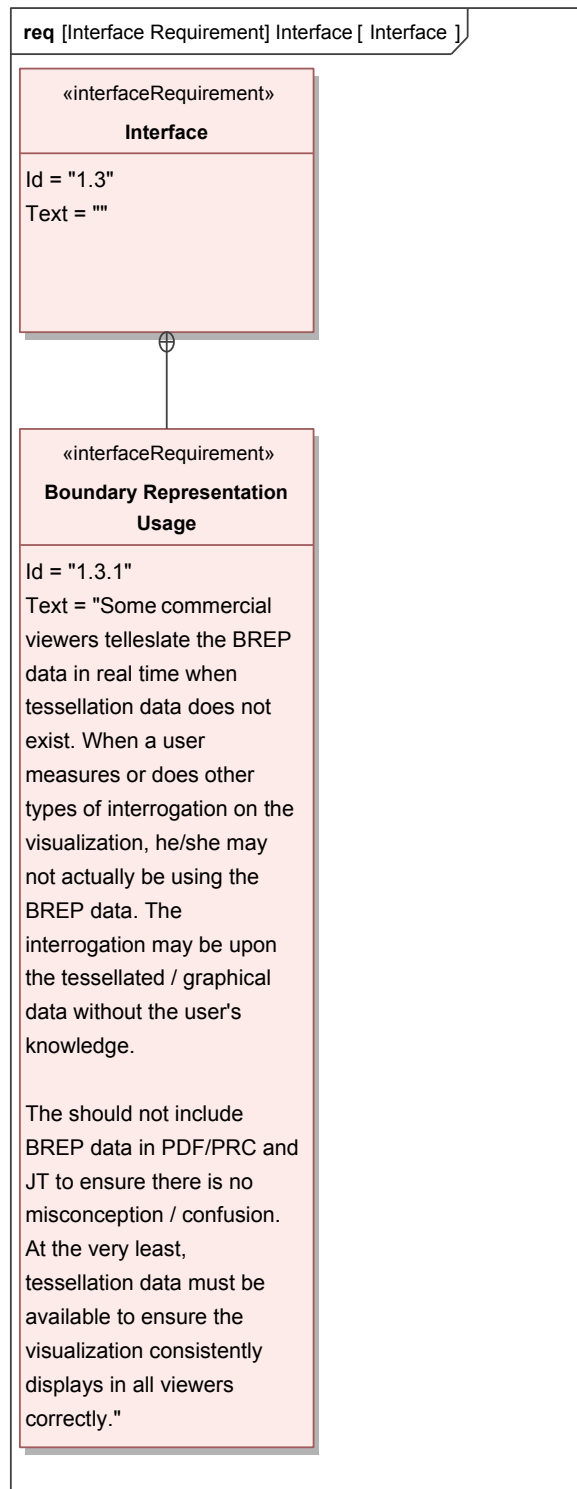 req [Interface Requirement] Interface [ Interface ]
«interfaceRequirement»
Interface
Id = "1.3"
Text = ""
«interfaceRequirement»
Boundary Representation
Usage
Id = "1.3.1"
Text = "Some commercial
viewers telleslate the BREP
data in real time when
tessellation data does not
exist. When a user
measures or does other
types of interrogation on the
visualization, he/she may
not actually be using the
BREP data. The
interrogation may be upon
the tessellated / graphical
data without the user's
knowledge.
The should not include
BREP data in PDF/PRC and
JT to ensure there is no
misconception / confusion.
At the very least,
tessellation data must be
available to ensure the
visualization consistently
displays in all viewers
correctly."